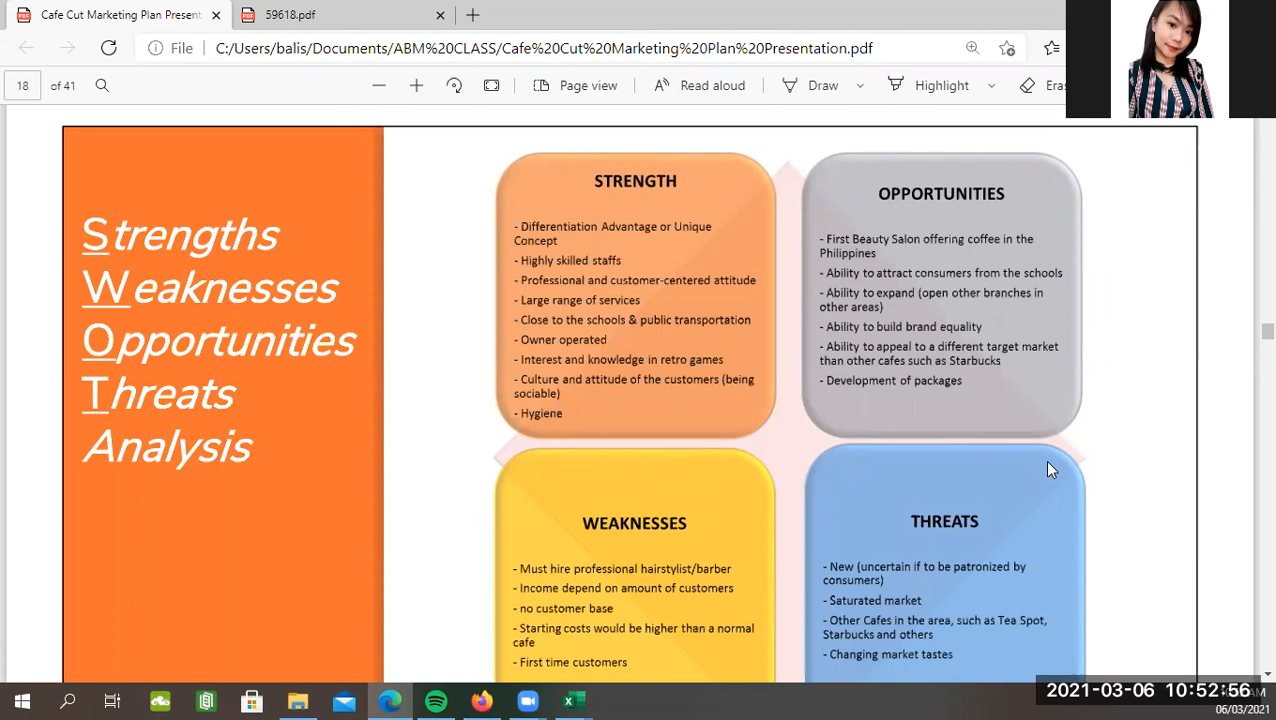 Cafe Cut Marketing Plan Present
59618.pdf
File
C:/Users/balis/Documents/ABM%20CLASS/Cafe%20Cut%20Marketing%20Plan%20Presentation.pdf
18 of 41
Page view
Read aloud
Draw
Highlight
Eras
Strengths
Weaknesses
Opportunities
Threats
Analysis
STRENGTH
- Differentiation Advantage or Unique
Concept
- Highly skilled staffs
- Professional and customer-centered attitude
- Large range of services
- Close to the schools & public transportation
- Owner operated
- Interest and knowledge in retro games
- Culture and attitude of the customers (being
sociable)
- Hygiene
OPPORTUNITIES
- First Beauty Salon offering coffee in the
Philippines
- Ability to attract consumers from the schools
- Ability to expand (open other branches in
other areas)
- Ability to build brand equality
- Ability to appeal to a different target market
than other cafes such as Starbucks
- Development of packages
WEAKNESSES
- Must hire professional hairstylist/barber
- Income depend on amount of customers
- no customer base
- Starting costs would be higher than a normal
cafe
- First time customers
THREATS
- New (uncertain if to be patronized by
consumers)
- Saturated market
- Other Cafes in the area, such as Tea Spot,
Starbucks and others
- Changing market tastes
2021-03-06 10:52:56
06/03/2021